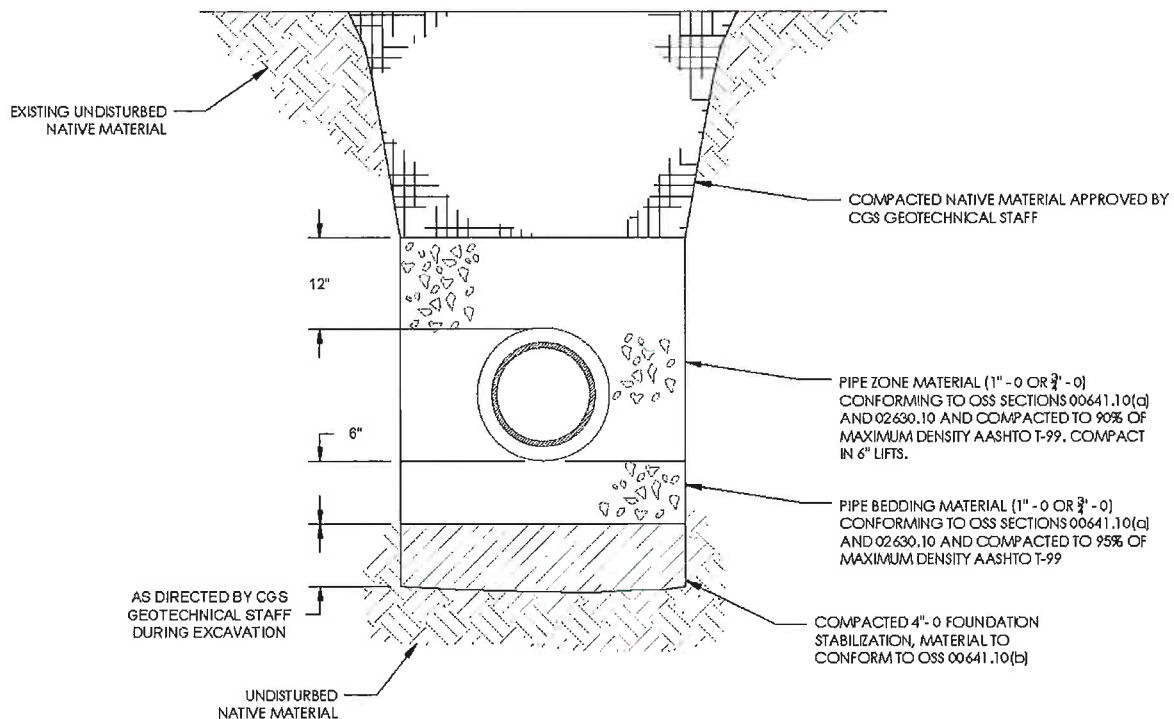 EXISTING UNDISTURBED
NATIVE MATERIAL
COMPACTED NATIVE MATERIAL APPROVED BY
CGS GEOTECHNICAL STAFF
12"
6"
PIPE ZONE MATERIAL (1" - 0 OR ¾" - 0)
CONFORMING TO OSS SECTIONS 00641.10(a)
AND 02630.10 AND COMPACTED TO 90% OF
MAXIMUM DENSITY AASHTO T-99. COMPACT
IN 6" LIFTS.
PIPE BEDDING MATERIAL (1" - 0 OR ¾" - 0)
CONFORMING TO OSS SECTIONS 00641.10(a)
AND 02630.10 AND COMPACTED TO 95% OF
MAXIMUM DENSITY AASHTO T-99
AS DIRECTED BY CGS
GEOTECHNICAL STAFF
DURING EXCAVATION
COMPACTED 4"- 0 FOUNDATION
STABILIZATION, MATERIAL TO
CONFORM TO OSS 00641.10(b)
UNDISTURBED
NATIVE MATERIAL